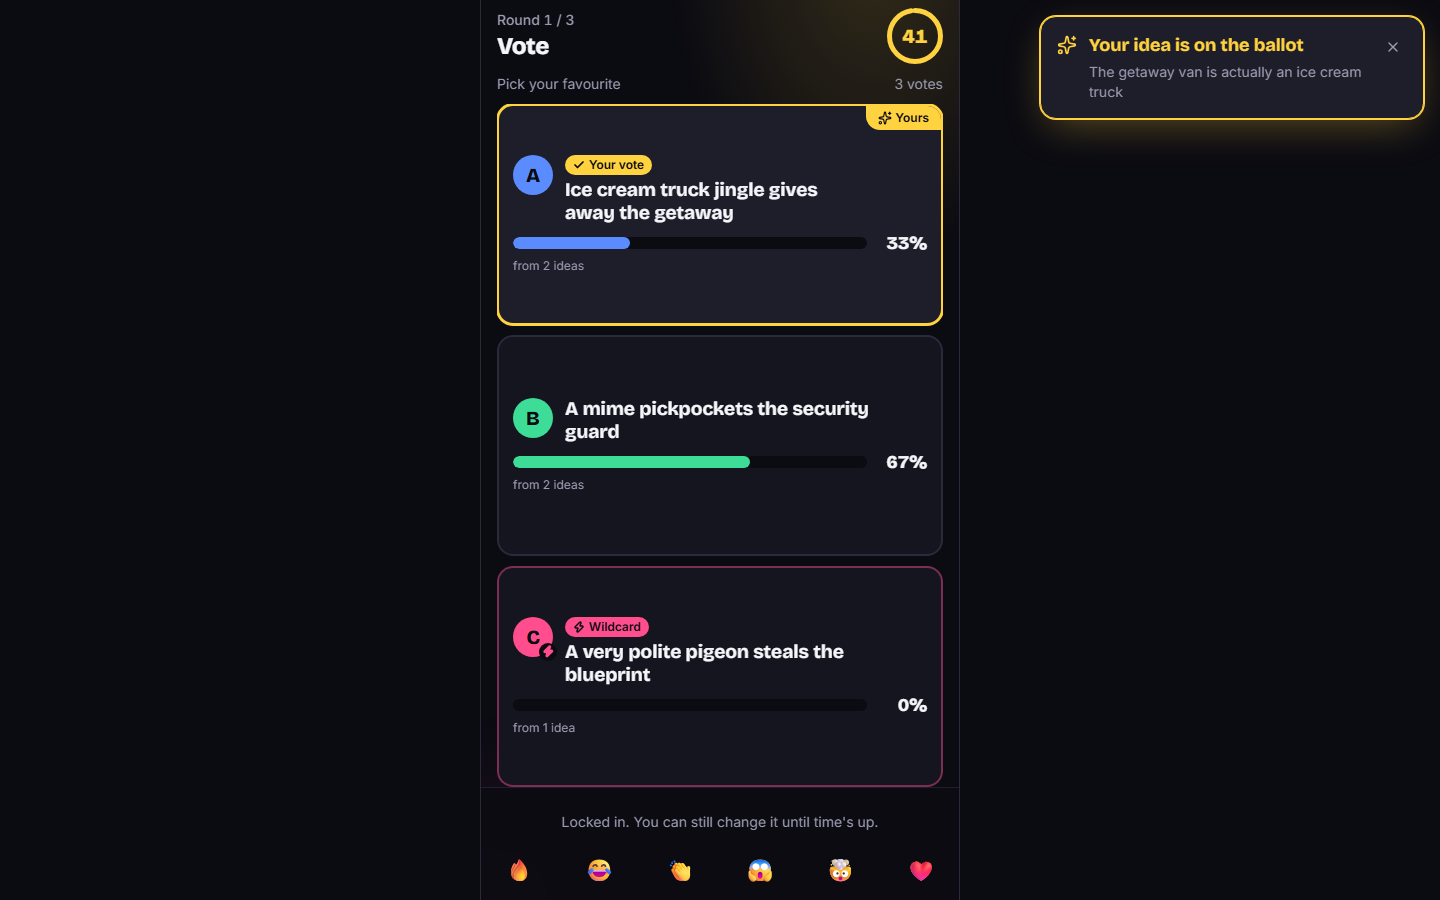 Round 1 / 3
Vote
41
Pick your favourite
3 votes
Yours
A
Your vote
Ice cream truck jingle gives
away the getaway
33%
from 2 ideas
B
A mime pickpockets the security
guard
67%
from 2 ideas
C
Wildcard
A very polite pigeon steals the
blueprint
0%
from 1 idea
Locked in. You can still change it until time's up.
Your idea is on the ballot
The getaway van is actually an ice cream
truck